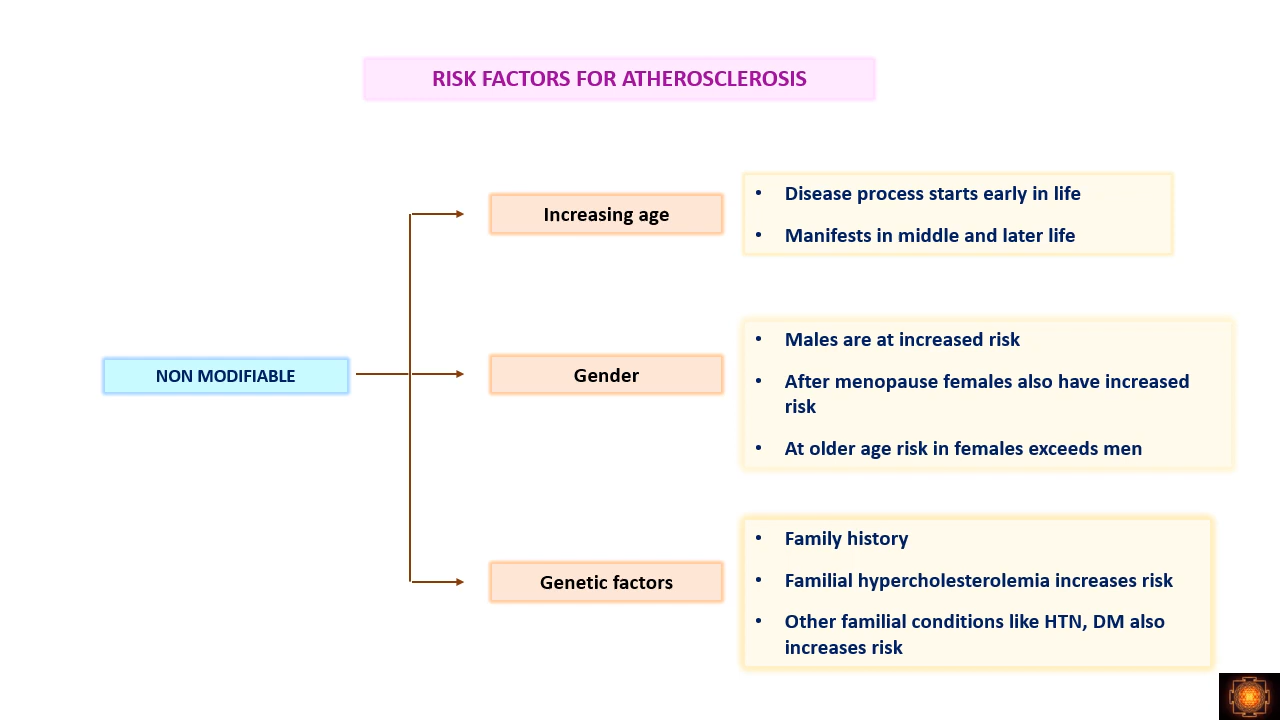 RISK FACTORS FOR ATHEROSCLEROSIS
NON MODIFIABLE
Increasing age
• Disease process starts early in life
• Manifests in middle and later life
Gender
• Males are at increased risk
• After menopause females also have increased
risk
• At older age risk in females exceeds men
Genetic factors
• Family history
• Familial hypercholesterolemia increases risk
• Other familial conditions like HTN, DM also
increases risk